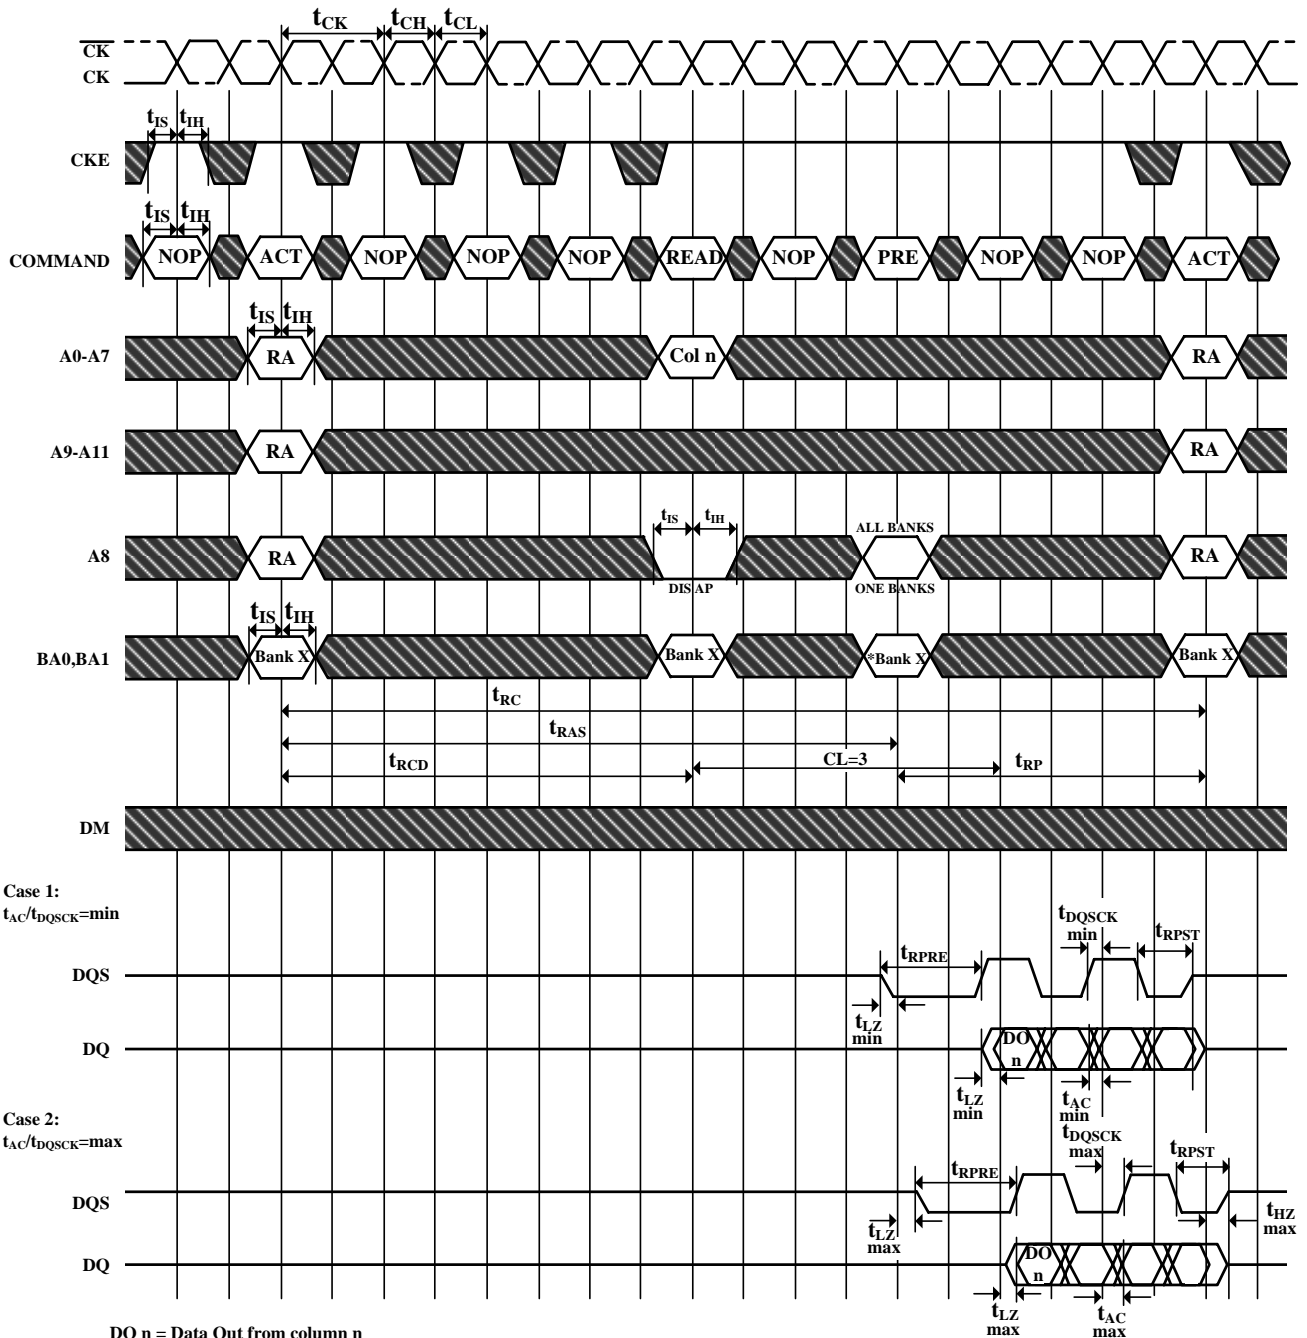 tCK tCH tCL
CK
CK
tIS tIH
CKE
tIS tIH
COMMAND NOP ACT NOP NOP NOP READ NOP PRE NOP NOP ACT
tIS tIH
A0-A7 RA Col n RA
A9-A11 RA RA
tIS tIH ALL BANKS
A8 RA RA
DIS AP ONE BANKS
tIS tIH
BA0,BA1 Bank X Bank X *Bank X Bank X
tRC
tRAS
tRCD CL=3 tRP
DM
Case 1:
tAC/tDQSCK=min
tDQSCK
min
tRPST
tRPRE
DQS
tLZ
min
DQ DO
n
tLZ
min
tAC
min
Case 2:
tAC/tDQSCK=max
tDQSCK
max
tRPST
tRPRE
DQS
tLZ
max
tHZ
max
DQ DO
n
tLZ
max
tAC
max
DO n = Data Out from column n